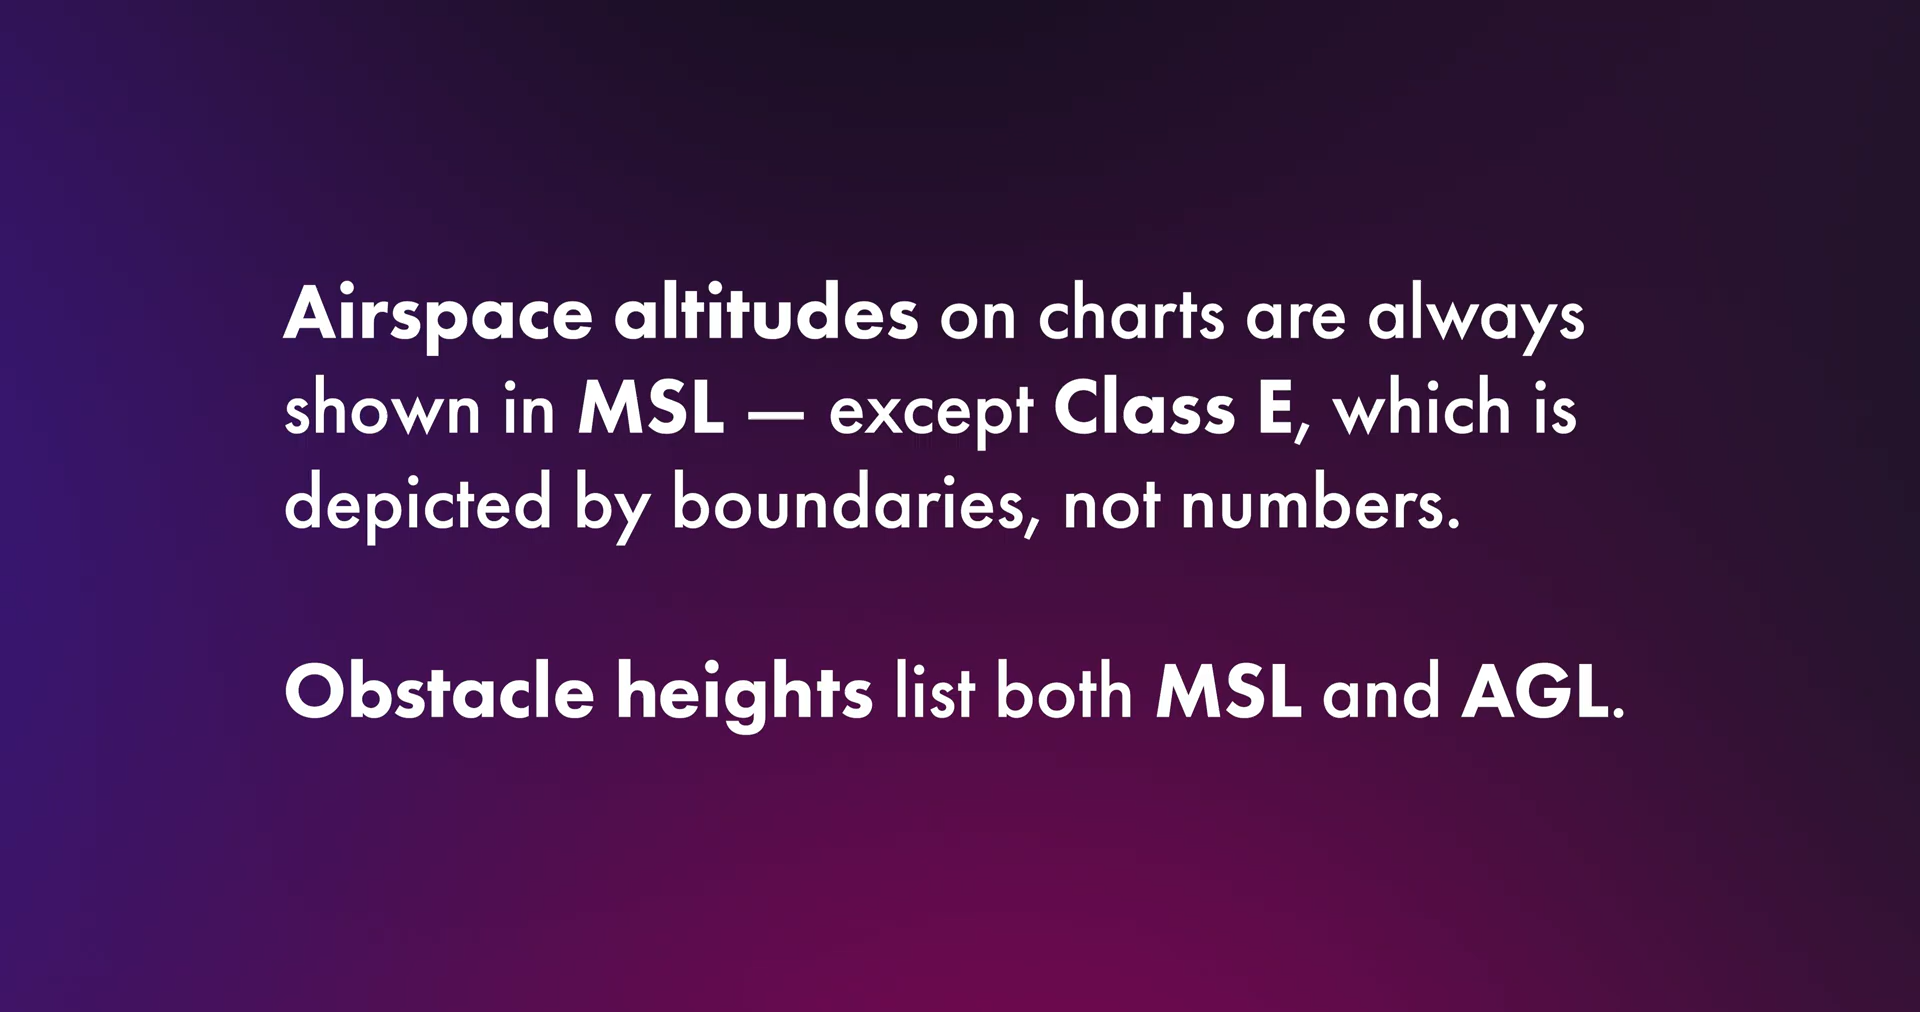 Airspace altitudes on charts are always
shown in MSL — except Class E, which is
depicted by boundaries, not numbers.
Obstacle heights list both MSL and AGL.